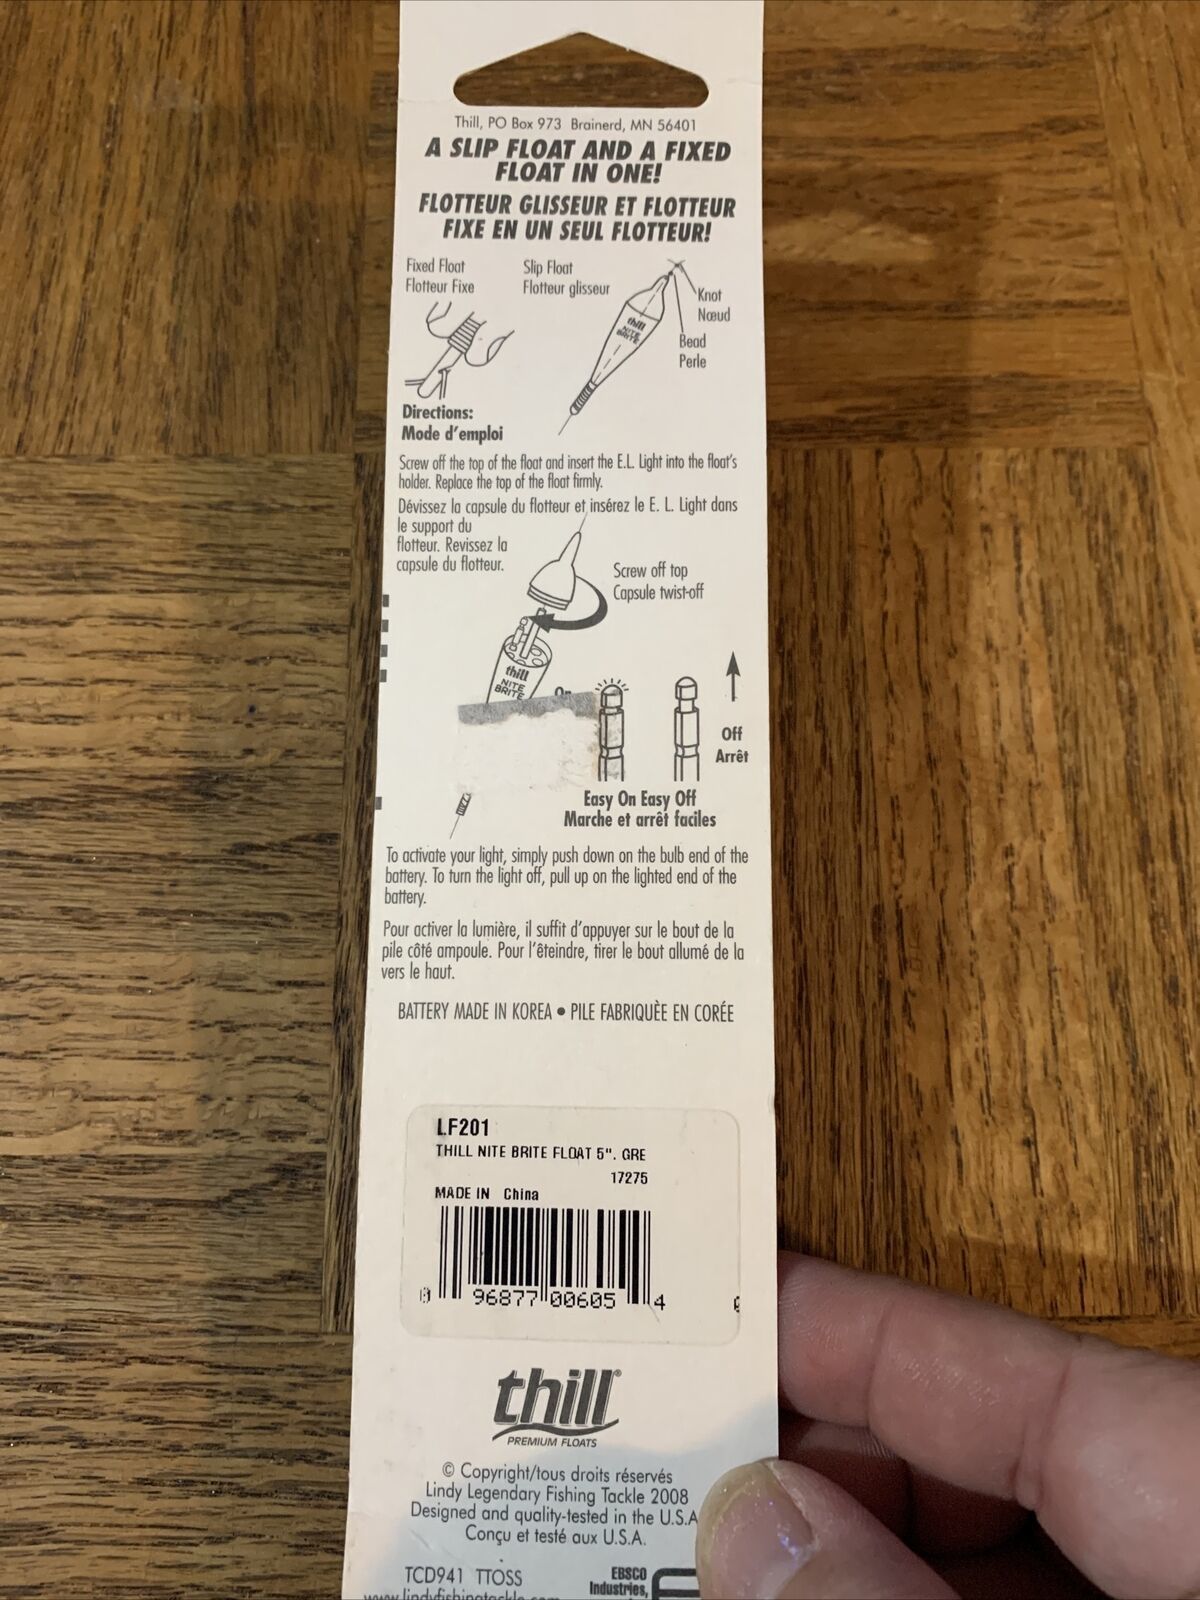 Thill, PO Box 973 Brainerd, MN 56401
A SLIP FLOAT AND A FIXED
FLOAT IN ONE!
FLOTTEUR GLISSEUR ET FLOTTEUR
FIXE EN UN SEUL FLOTTEUR!
Fixed Float
Flotteur Fixe
Slip Float
Flotteur glisseur
Knot
Nœud
Bead
Perle
thill
NITE
BRITE
Directions:
Mode d'emploi
Screw off the top of the float and insert the E.L. Light into the float's
holder. Replace the top of the float firmly.
Dévissez la capsule du flotteur et insérez le E. L. Light dans
le support du
flotteur. Revissez la
capsule du flotteur.
Screw off top
Capsule twist-off
thill
NITE
BRITE
On
Off
Arrêt
Easy On Easy Off
Marche et arrêt faciles
To activate your light, simply push down on the bulb end of the
battery. To turn the light off, pull up on the lighted end of the
battery.
Pour activer la lumière, il suffit d'appuyer sur le bout de la
pile côté ampoule. Pour l'êteindre, tirer le bout allumé de la
vers le haut.
BATTERY MADE IN KOREA • PILE FABRIQUÈE EN CORÉE
LF201
THILL NITE BRITE FLOAT 5". GRE
17275
MADE IN China
0 96877 00605 4
thill®
PREMIUM FLOATS
© Copyright/tous droits réservés
Lindy Legendary Fishing Tackle 2008
Designed and quality-tested in the U.S.A
Conçu et testé aux U.S.A.
TCD941 TTOSS
EBSCO
Industries,
www.lindyfishingtackle.com